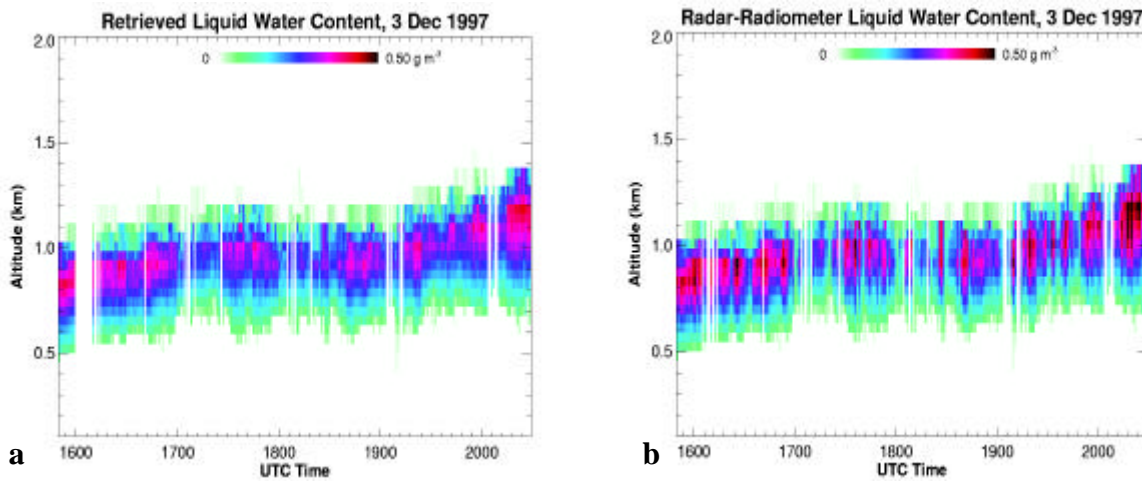 Retrieved Liquid Water Content, 3 Dec 1997
2.0
0
0.50 g m-3
1.5
1.0
0.5
Altitude (km)
1600 1700 1800 1900 2000
UTC Time
a
Radar-Radiometer Liquid Water Content, 3 Dec 1997
2.0
0
0.50 g m-3
1.5
1.0
0.5
Altitude (km)
1600 1700 1800 1900 2000
UTC Time
b